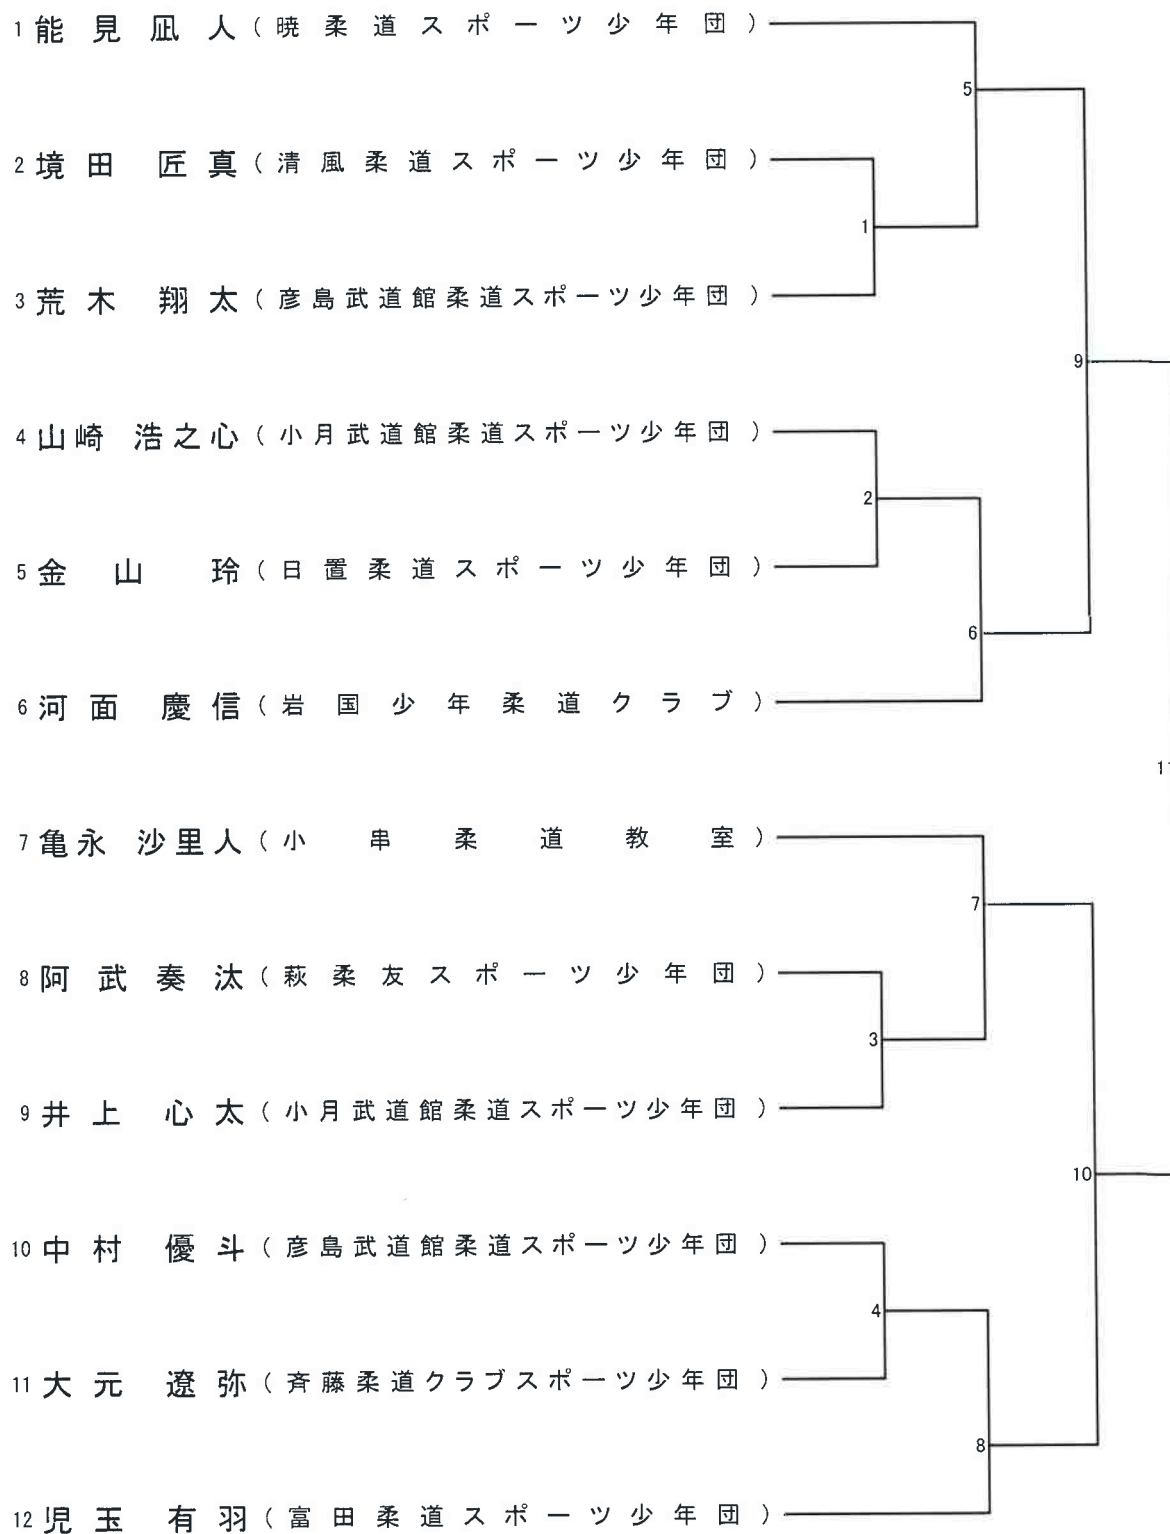 1 能見凪人（暁柔道スポーツ少年団）
5
2 境田 匠真（清風柔道スポーツ少年団）
1
3 荒木 翔太（彦島武道館柔道スポーツ少年団）
9
4 山崎 浩之心（小月武道館柔道スポーツ少年団）
2
5 金山 玲（日置柔道スポーツ少年団）
6
6 河面 慶信（岩国少年柔道クラブ）
11
7 亀永 沙里人（小串柔道教室）
7
8 阿武奏汰（萩柔友スポーツ少年団）
3
9 井上 心太（小月武道館柔道スポーツ少年団）
10
10 中村 優斗（彦島武道館柔道スポーツ少年団）
4
11 大元 遼弥（斉藤柔道クラブスポーツ少年団）
8
12 児玉 有羽（富田柔道スポーツ少年団）